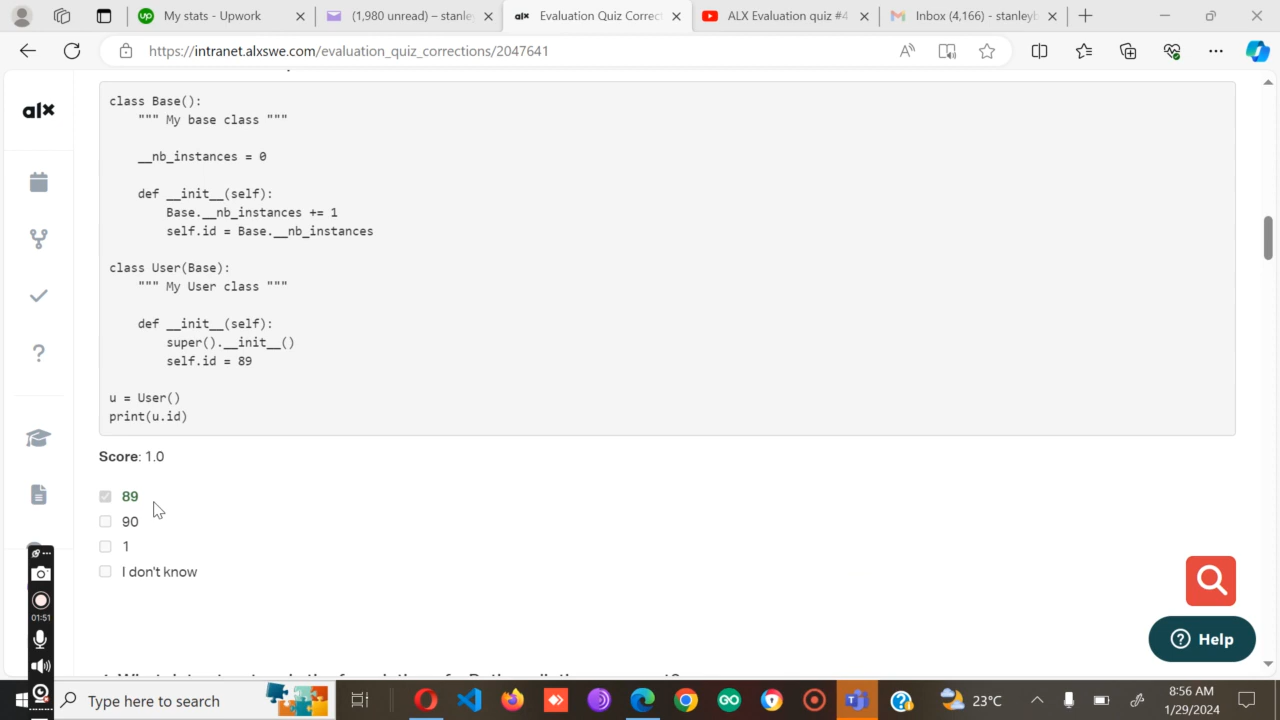 My stats - Upwork
(1,980 unread) – stanley
Evaluation Quiz Correc
ALX Evaluation quiz #4
Inbox (4,166) - stanleyb
https://intranet.alxswe.com/evaluation_quiz_corrections/2047641
alx
class Base():
""" My base class """
__nb_instances = 0
def __init__(self):
Base.__nb_instances += 1
self.id = Base.__nb_instances
class User(Base):
""" My User class """
def __init__(self):
super().__init__()
self.id = 89
u = User()
print(u.id)
Score: 1.0
89
90
1
I don't know
01:51
Help
Type here to search
23°C
8:56 AM
1/29/2024